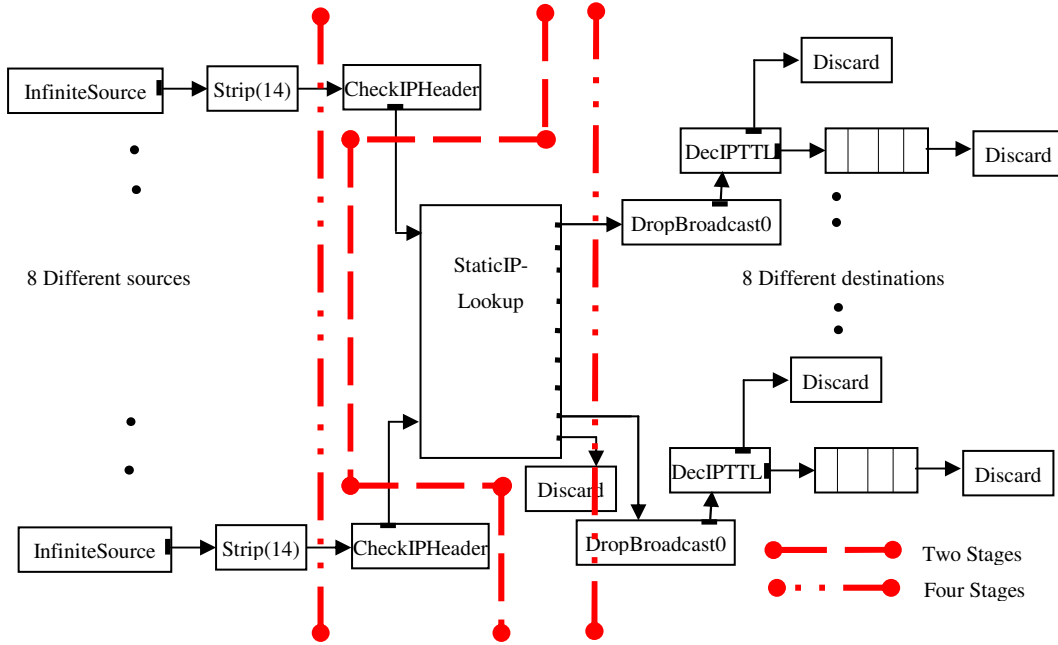 Discard
InfiniteSource
Strip(14)
CheckIPHeader
DecIPTTL
Discard
DropBroadcast0
StaticIP-
Lookup
8 Different sources
8 Different destinations
Discard
DecIPTTL
Discard
Discard
InfiniteSource
Strip(14)
CheckIPHeader
DropBroadcast0
Two Stages
Four Stages